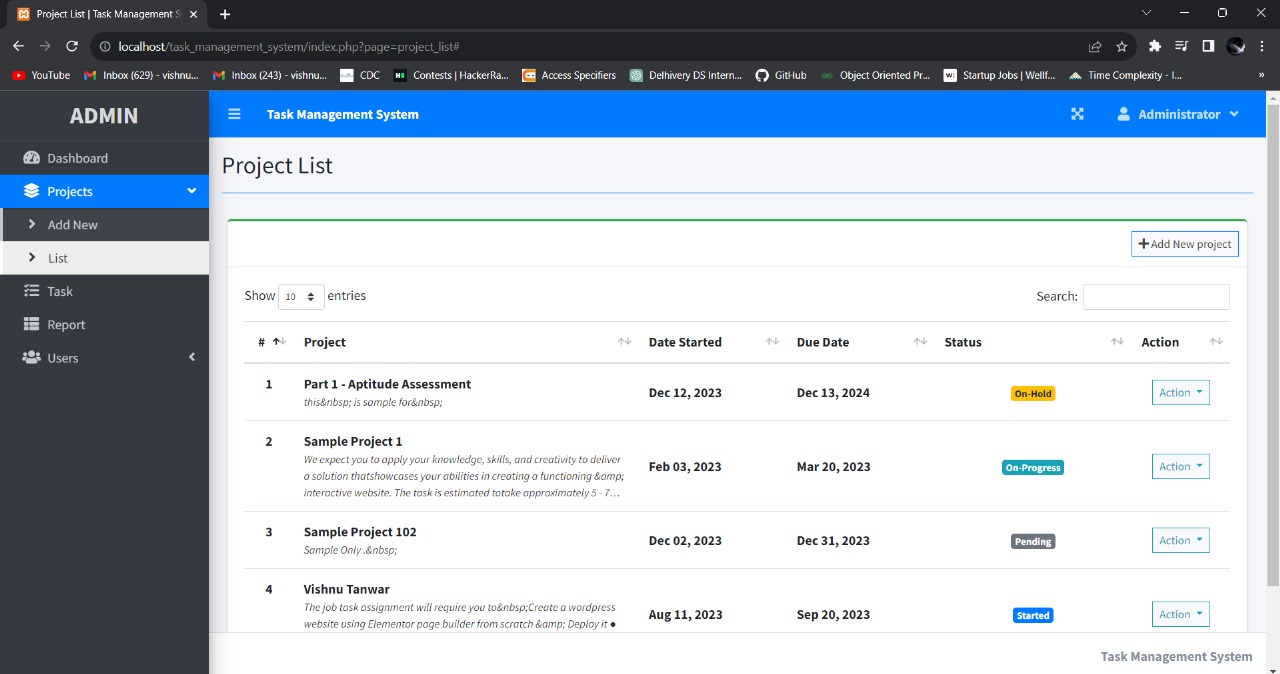 Project List | Task Management S
localhost/task_management_system/index.php?page=project_list#
YouTube
Inbox (629) - vishnu...
Inbox (243) - vishnu...
CDC
Contests | HackerRa...
Access Specifiers
Delhivery DS Intern...
GitHub
Object Oriented Pr...
Startup Jobs | Wellf...
Time Complexity - I...
»
ADMIN
Task Management System
Administrator
Dashboard
Projects
Add New
List
Task
Report
Users
Project List
Add New project
Show 10 entries
Search:
# Project Date Started Due Date Status Action
1 Part 1 - Aptitude Assessment Dec 12, 2023 Dec 13, 2024 On-Hold Action
this&nbsp; is sample for&nbsp;
2 Sample Project 1 Feb 03, 2023 Mar 20, 2023 On-Progress Action
We expect you to apply your knowledge, skills, and creativity to deliver
a solution thatshowcases your abilities in creating a functioning &amp;
interactive website. The task is estimated totake approximately 5 - 7...
3 Sample Project 102 Dec 02, 2023 Dec 31, 2023 Pending Action
Sample Only .&nbsp;
4 Vishnu Tanwar Aug 11, 2023 Sep 20, 2023 Started Action
The job task assignment will require you to&nbsp;Create a wordpress
website using Elementor page builder from scratch &amp; Deploy it ●
Task Management System